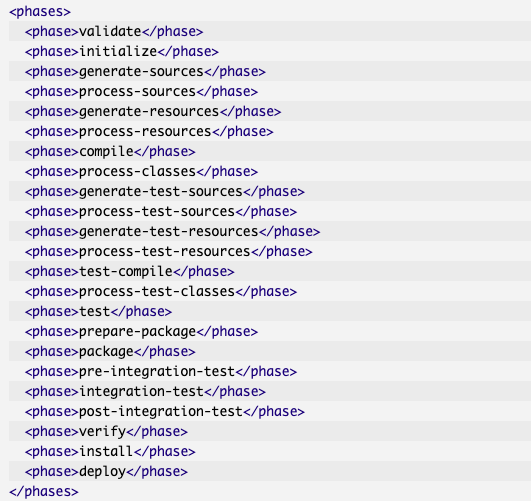 <phases>
<phase>validate</phase>
<phase>initialize</phase>
<phase>generate-sources</phase>
<phase>process-sources</phase>
<phase>generate-resources</phase>
<phase>process-resources</phase>
<phase>compile</phase>
<phase>process-classes</phase>
<phase>generate-test-sources</phase>
<phase>process-test-sources</phase>
<phase>generate-test-resources</phase>
<phase>process-test-resources</phase>
<phase>test-compile</phase>
<phase>process-test-classes</phase>
<phase>test</phase>
<phase>prepare-package</phase>
<phase>package</phase>
<phase>pre-integration-test</phase>
<phase>integration-test</phase>
<phase>post-integration-test</phase>
<phase>verify</phase>
<phase>install</phase>
<phase>deploy</phase>
</phases>